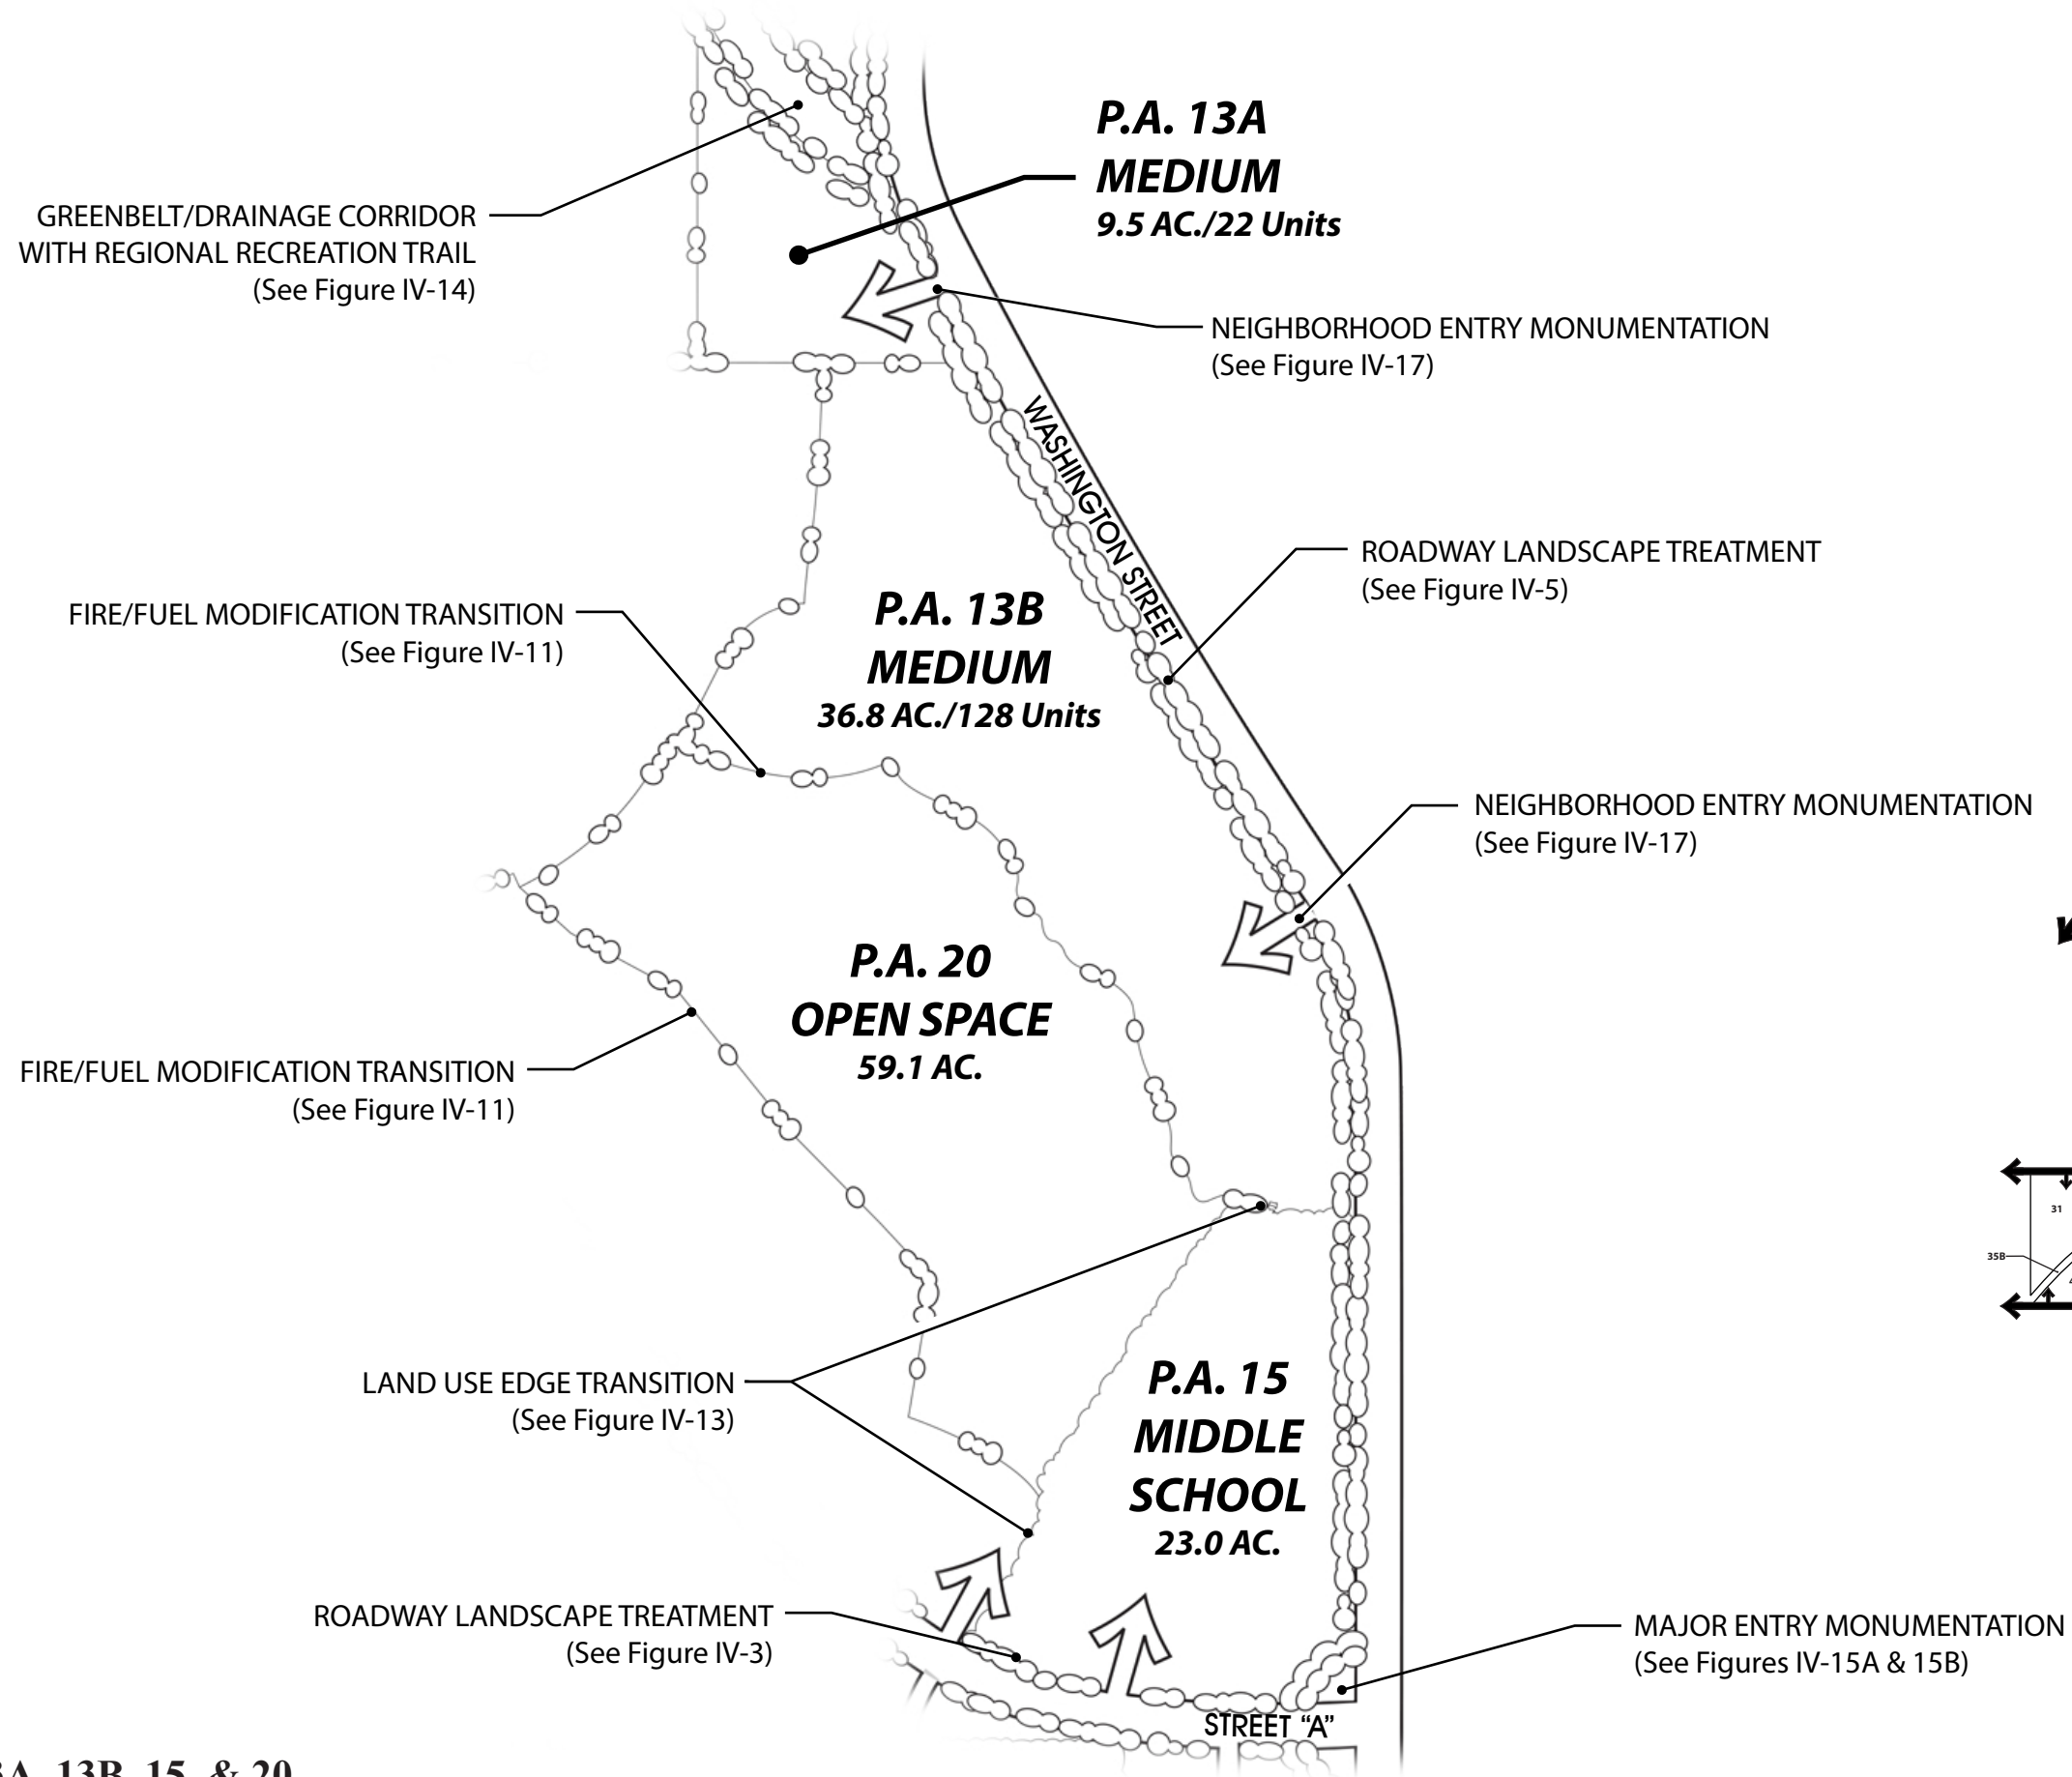 P.A. 13A
MEDIUM
9.5 AC./22 Units
GREENBELT/DRAINAGE CORRIDOR
WITH REGIONAL RECREATION TRAIL
(See Figure IV-14)
NEIGHBORHOOD ENTRY MONUMENTATION
(See Figure IV-17)
WASHINGTON STREET
ROADWAY LANDSCAPE TREATMENT
(See Figure IV-5)
FIRE/FUEL MODIFICATION TRANSITION
(See Figure IV-11)
P.A. 13B
MEDIUM
36.8 AC./128 Units
NEIGHBORHOOD ENTRY MONUMENTATION
(See Figure IV-17)
P.A. 20
OPEN SPACE
59.1 AC.
FIRE/FUEL MODIFICATION TRANSITION
(See Figure IV-11)
31
35B
LAND USE EDGE TRANSITION
(See Figure IV-13)
P.A. 15
MIDDLE
SCHOOL
23.0 AC.
ROADWAY LANDSCAPE TREATMENT
(See Figure IV-3)
MAJOR ENTRY MONUMENTATION
(See Figures IV-15A & 15B)
STREET "A"
13B, 15, & 20